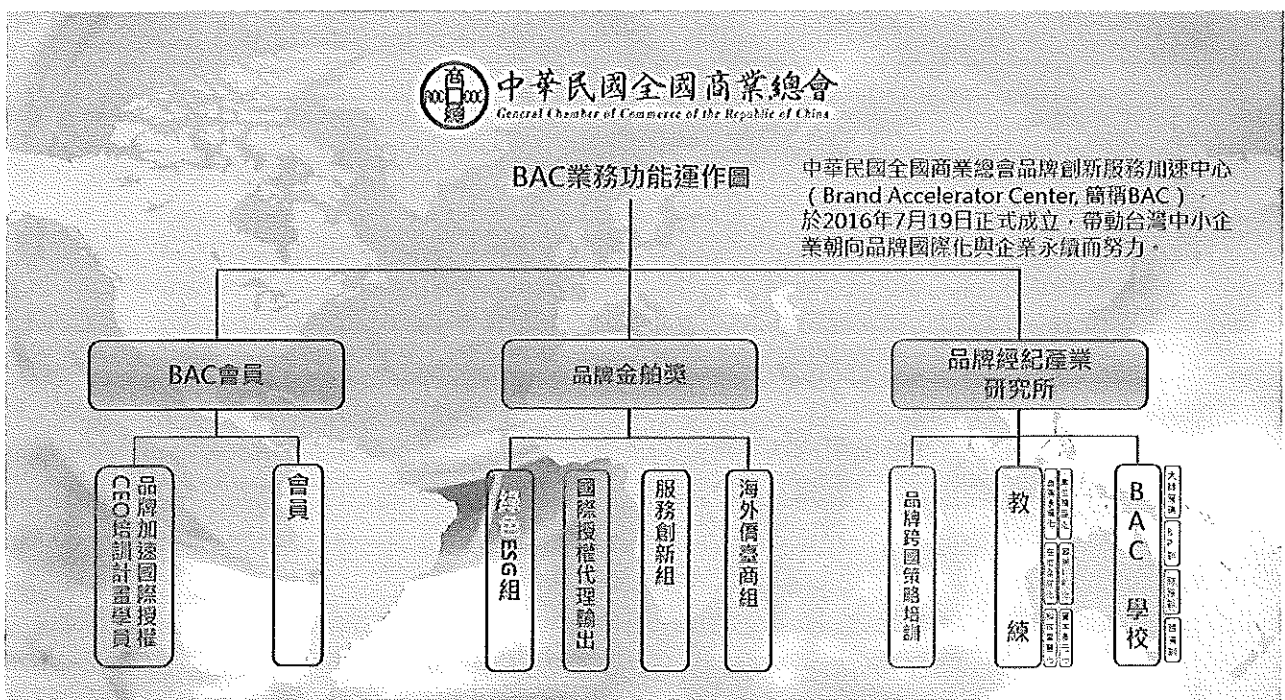 中華民國全國商業總會
General Chamber of Commerce of the Republic of China
BAC業務功能運作圖
中華民國全國商業總會品牌創新服務加速中心
（Brand Accelerator Center, 簡稱BAC），
於2016年7月19日正式成立，帶動台灣中小企
業朝向品牌國際化與企業永續而努力。
BAC會員
品牌金舶獎
品牌經紀產業
研究所
品牌加速國際授權
CEO培訓計畫學員
會員
ESG組
國際授權代理輸出
服務創新組
海外僑臺商組
品牌跨國策略培訓
教練
BAC學校